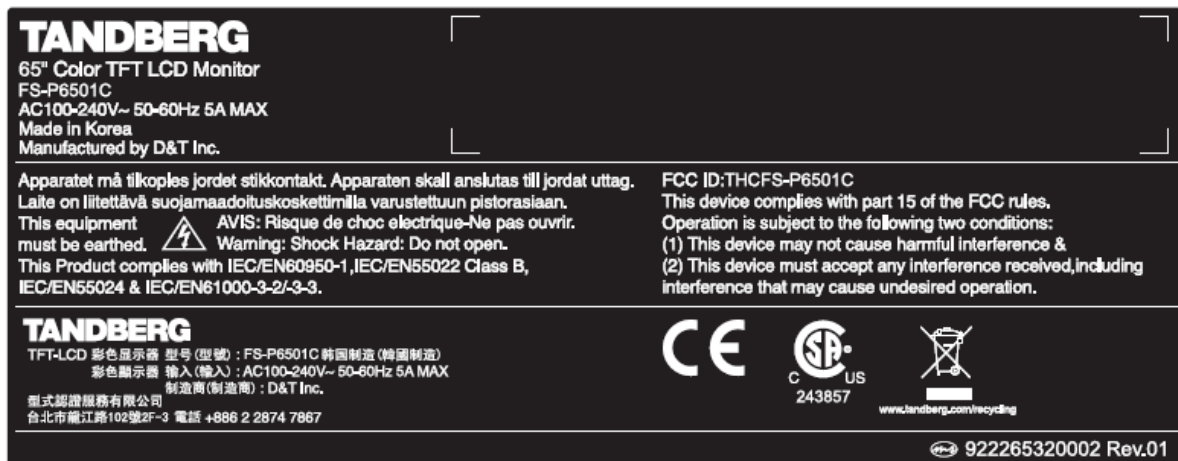 TANDBERG
65" Color TFT LCD Monitor
FS-P6501C
AC100-240V~ 50-60Hz 5A MAX
Made in Korea
Manufactured by D&T Inc.
Apparatet må tilkoples jordet stikkontakt. Apparaten skall anslutas till jordat uttag.
Laite on liitettävä suojamaadoituskoskettimilla varustettuun pistorasiaan.
This equipment
must be earthed.
AVIS: Risque de choc electrique-Ne pas ouvrir.
Warning: Shock Hazard: Do not open.
This Product complies with IEC/EN60950-1,IEC/EN55022 Class B,
IEC/EN55024 & IEC/EN61000-3-2/-3-3.
FCC ID:THCFS-P6501C
This device complies with part 15 of the FCC rules.
Operation is subject to the following two conditions:
(1) This device may not cause harmful interference &
(2) This device must accept any interference received,including
interference that may cause undesired operation.
TANDBERG
TFT-LCD 彩色显示器 型号(型號) : FS-P6501C 韩国制造(韓國制造)
彩色顯示器 输入(輸入) : AC100-240V~ 50-60Hz 5A MAX
制造商(制造商) : D&T Inc.
型式認證服務有限公司
台北市龍江路102號2F-3 電話 +886 2 2874 7867
CE
SA
C US
243857
www.tandberg.com/recycling
922265320002 Rev.01